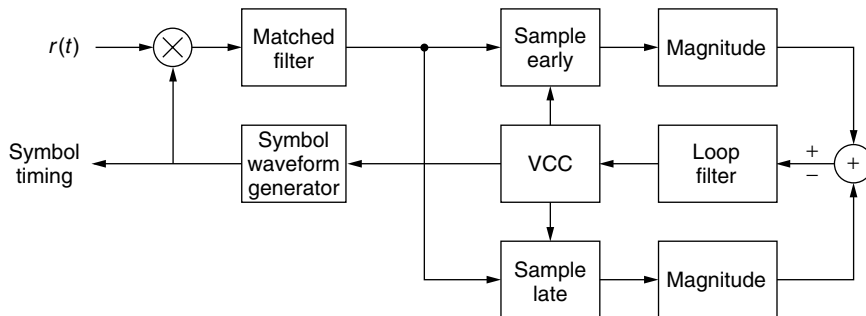 r(t)
Matched
filter
Sample
early
Magnitude
Symbol
timing
Symbol
waveform
generator
VCC
Loop
filter
+
−
+
Sample
late
Magnitude